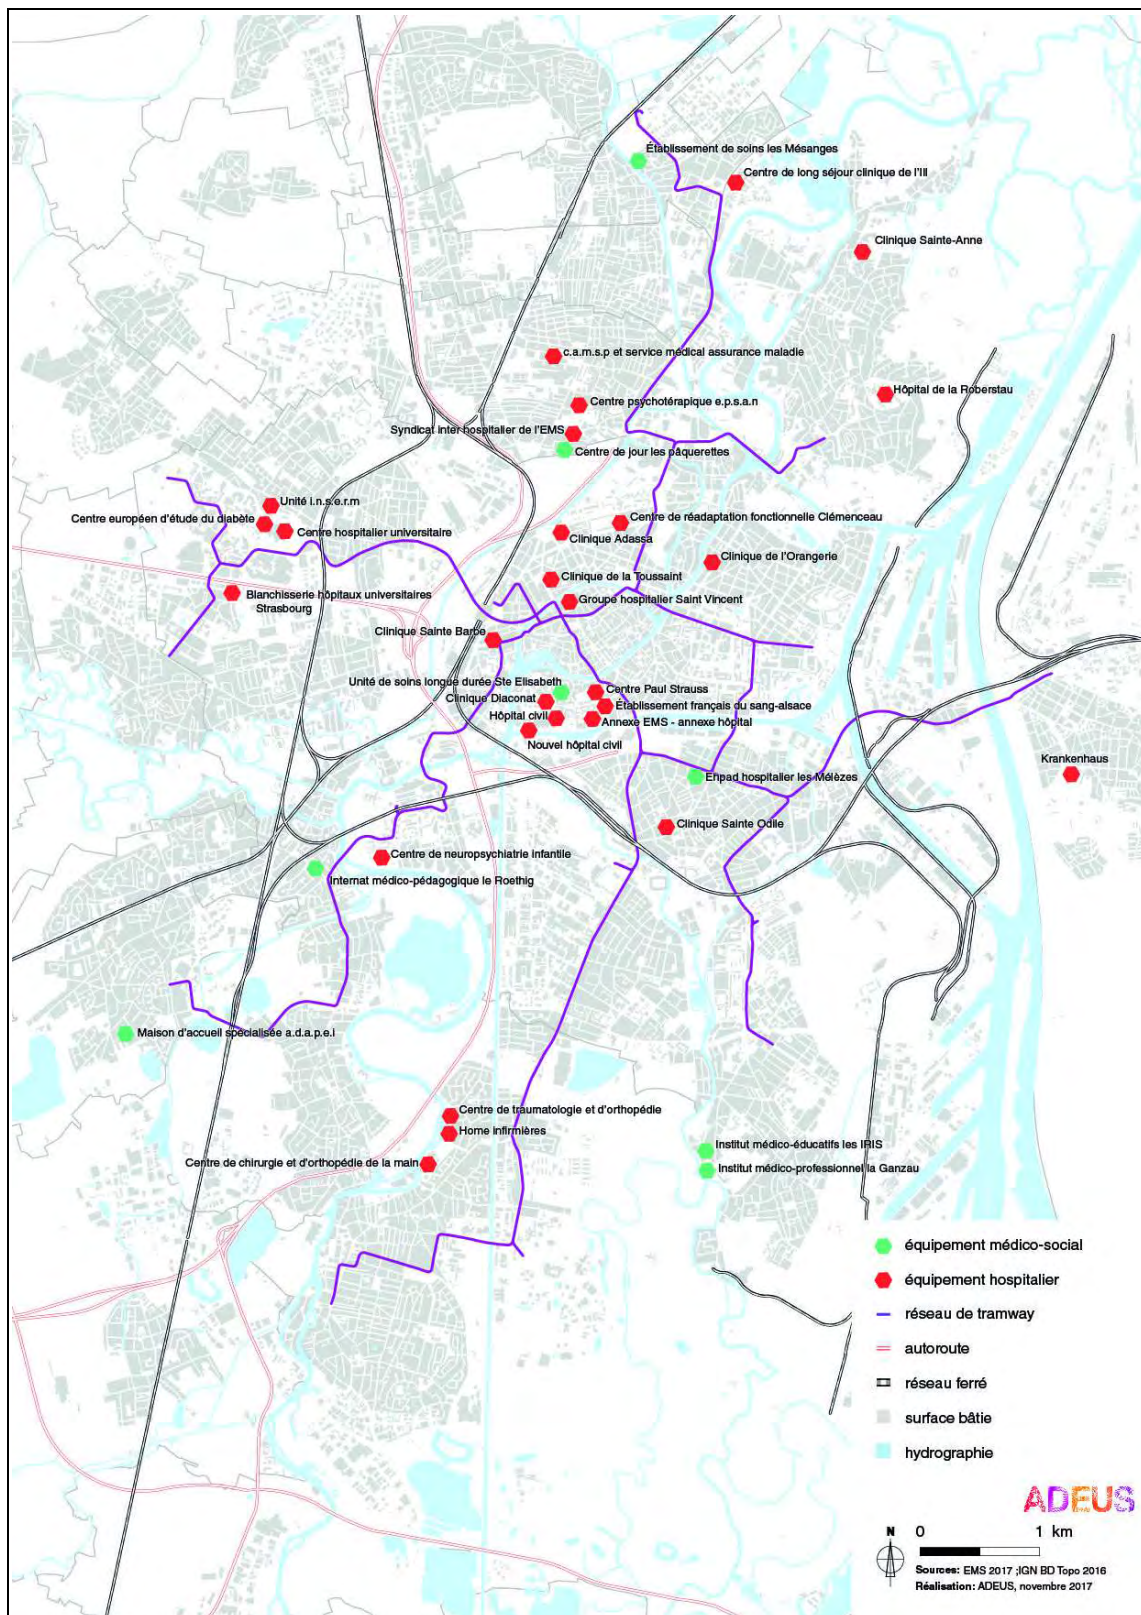 Établissement de soins les Mésanges
Centre de long séjour clinique de l'Ill
Clinique Sainte-Anne
c.a.m.s.p et service médical assurance maladie
Hôpital de la Roberstau
Centre psychotérapique e.p.s.a.n
Syndicat inter hospitalier de l'EMS
Centre de jour les pâquerettes
Unité i.n.s.e.r.m
Centre européen d'étude du diabète
Centre hospitalier universitaire
Centre de réadaptation fonctionnelle Clémenceau
Clinique Adassa
Clinique de l'Orangerie
Clinique de la Toussaint
Blanchisserie hôpitaux universitaires
Strasbourg
Groupe hospitalier Saint Vincent
Clinique Sainte Barbe
Unité de soins longue durée Ste Elisabeth
Centre Paul Strauss
Clinique Diaconat
Établissement français du sang-alsace
Hôpital civil
Annexe EMS - annexe hôpital
Nouvel hôpital civil
Krankenhaus
Ehpad hospitalier les Mélèzes
Clinique Sainte Odile
Centre de neuropsychiatrie infantile
Internat médico-pédagogique le Roethig
Maison d'accueil spécialisée a.d.a.p.e.i
Centre de traumatologie et d'orthopédie
Home infirmières
Institut médico-éducatifs les IRIS
Centre de chirurgie et d'orthopédie de la main
Institut médico-professionnel la Ganzau
équipement médico-social
équipement hospitalier
réseau de tramway
autoroute
réseau ferré
surface bâtie
hydrographie
ADEUS
N
0 1 km
Sources: EMS 2017 ;IGN BD Topo 2016
Réalisation: ADEUS, novembre 2017